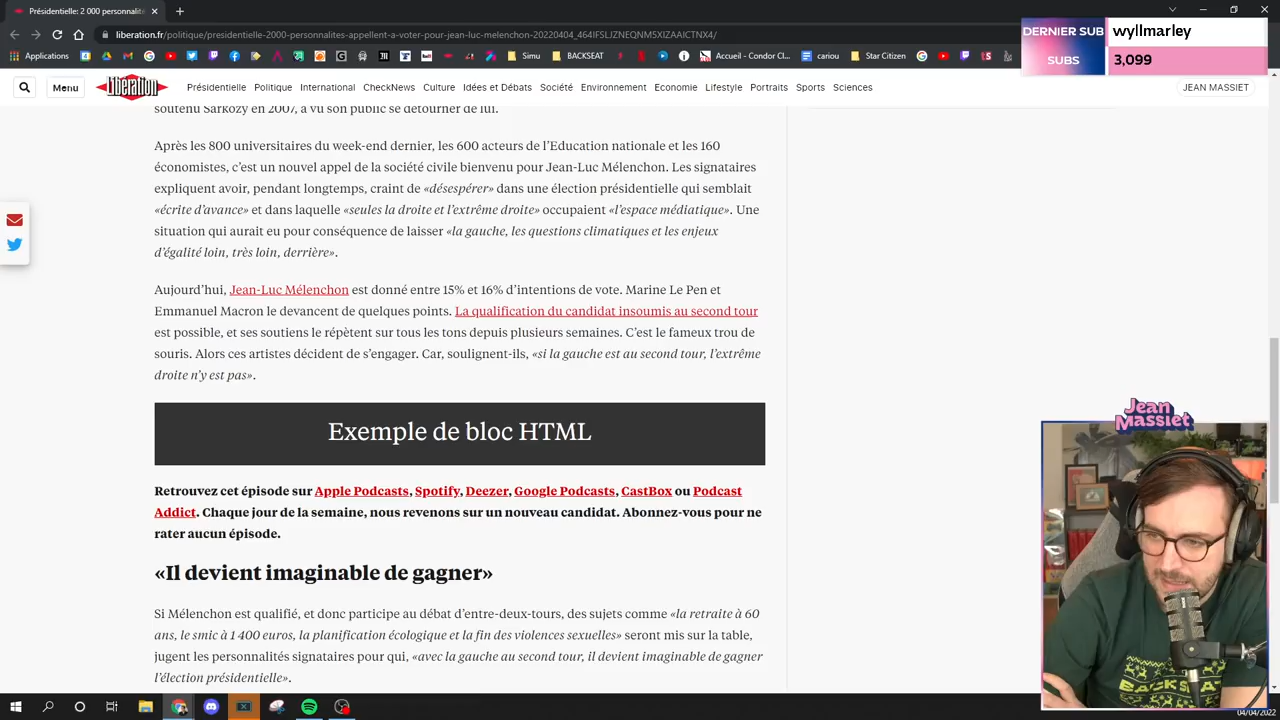 Présidentielle: 2 000 personnalit
liberation.fr/politique/presidentielle-2000-personnalites-appellent-a-voter-pour-jean-luc-melenchon-20220404_464IFSLJZNEQNM5XIZAAICTNX4/
Applications
Simu
BACKSEAT
Accueil - Condor Cl...
cariou
Star Citizen
DERNIER SUB
wyllmarley
SUBS
3,099
Menu
Libération
Présidentielle
Politique
International
CheckNews
Culture
Idées et Débats
Société
Environnement
Economie
Lifestyle
Portraits
Sports
Sciences
JEAN MASSIET
soutenu Sarkozy en 2007, a vu son public se détourner de lui.
Après les 800 universitaires du week-end dernier, les 600 acteurs de l’Education nationale et les 160
économistes, c’est un nouvel appel de la société civile bienvenu pour Jean-Luc Mélenchon. Les signataires
expliquent avoir, pendant longtemps, craint de «désespérer» dans une élection présidentielle qui semblait
«écrite d’avance» et dans laquelle «seules la droite et l’extrême droite» occupaient «l’espace médiatique». Une
situation qui aurait eu pour conséquence de laisser «la gauche, les questions climatiques et les enjeux
d’égalité loin, très loin, derrière».
Aujourd’hui, Jean-Luc Mélenchon est donné entre 15% et 16% d’intentions de vote. Marine Le Pen et
Emmanuel Macron le devancent de quelques points. La qualification du candidat insoumis au second tour
est possible, et ses soutiens le répètent sur tous les tons depuis plusieurs semaines. C’est le fameux trou de
souris. Alors ces artistes décident de s’engager. Car, soulignent-ils, «si la gauche est au second tour, l’extrême
droite n’y est pas».
Exemple de bloc HTML
Retrouvez cet épisode sur Apple Podcasts, Spotify, Deezer, Google Podcasts, CastBox ou Podcast
Addict. Chaque jour de la semaine, nous revenons sur un nouveau candidat. Abonnez-vous pour ne
rater aucun épisode.
«Il devient imaginable de gagner»
Si Mélenchon est qualifié, et donc participe au débat d’entre-deux-tours, des sujets comme «la retraite à 60
ans, le smic à 1 400 euros, la planification écologique et la fin des violences sexuelles» seront mis sur la table,
jugent les personnalités signataires pour qui, «avec la gauche au second tour, il devient imaginable de gagner
l’élection présidentielle».
Jean
Massiet
BACKSEAT
04/04/2022